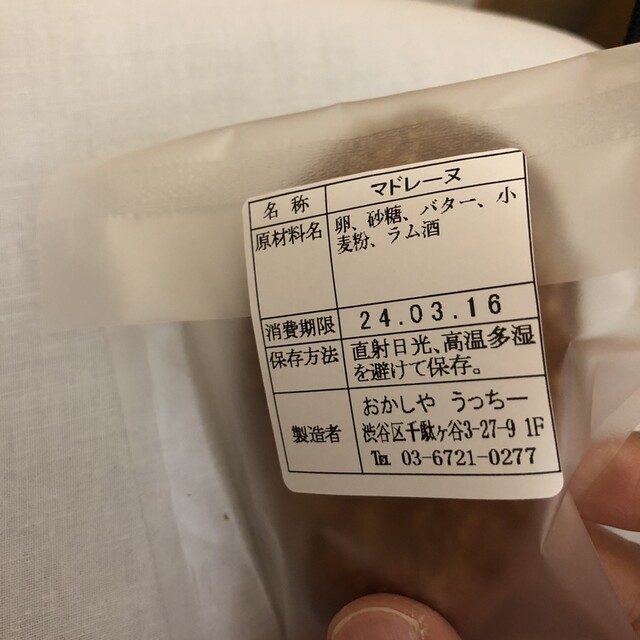 名称 マドレーヌ
原材料名 卵、砂糖、バター、小
麦粉、ラム酒
消費期限 24.03.16
保存方法 直射日光、高温多湿
を避けて保存。
製造者 おかしや うっちー
渋谷区千駄ヶ谷3-27-9 1F
℡ 03-6721-0277